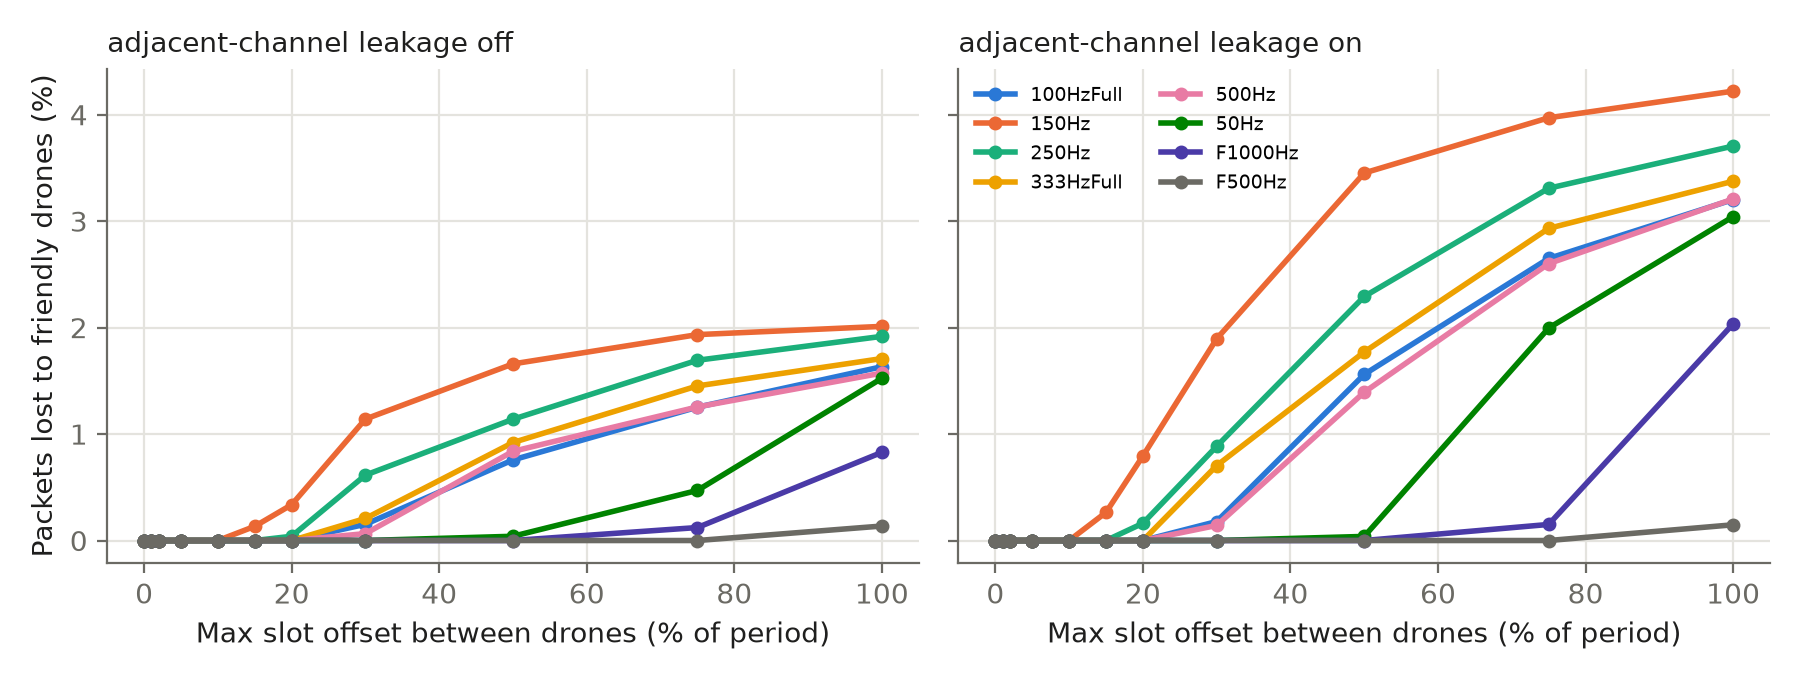 adjacent-channel leakage off
adjacent-channel leakage on
Packets lost to friendly drones (%)
4
3
2
1
0
100HzFull
150Hz
250Hz
333HzFull
500Hz
50Hz
F1000Hz
F500Hz
0 20 40 60 80 100
0 20 40 60 80 100
Max slot offset between drones (% of period)
Max slot offset between drones (% of period)